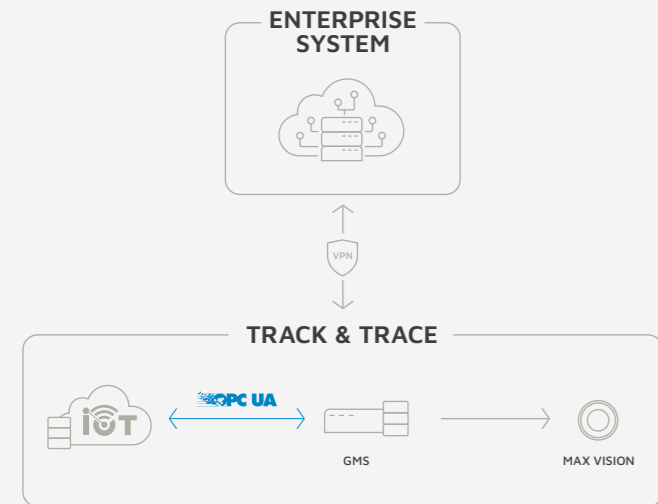 ENTERPRISE
SYSTEM
VPN
TRACK & TRACE
IOT
OPC UA
GMS
MAX VISION